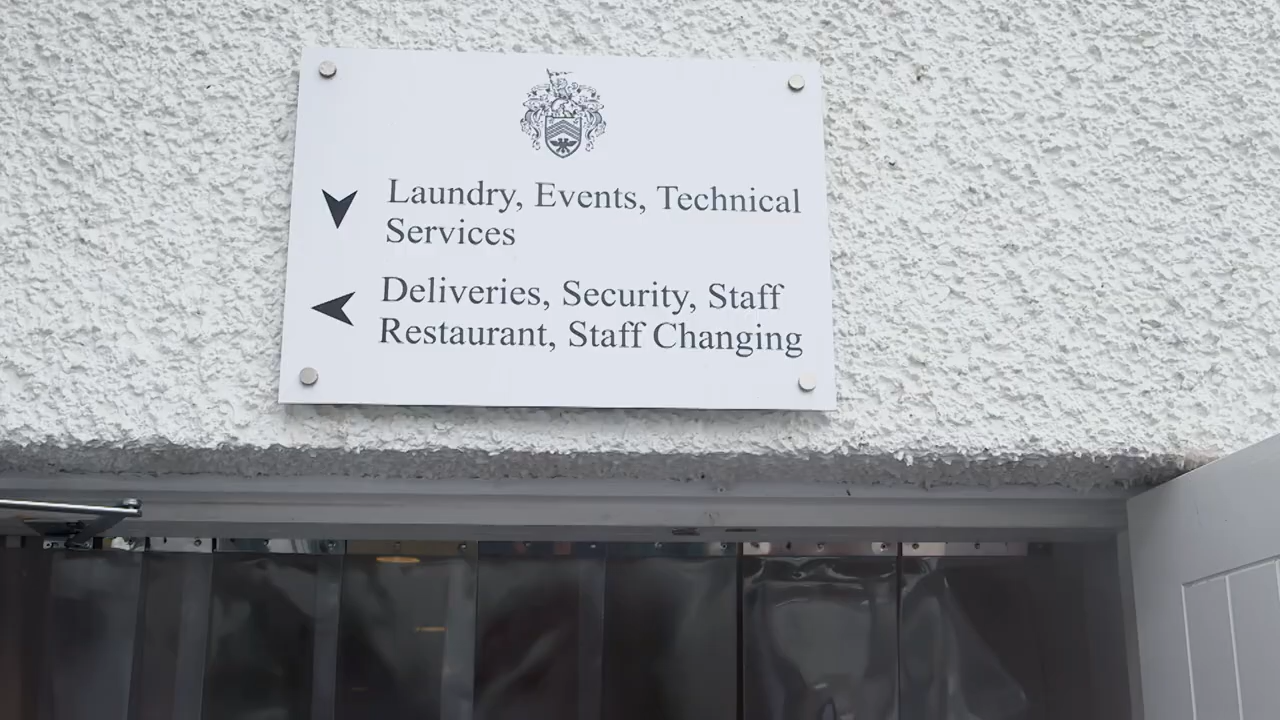 Laundry, Events, Technical
Services
Deliveries, Security, Staff
Restaurant, Staff Changing